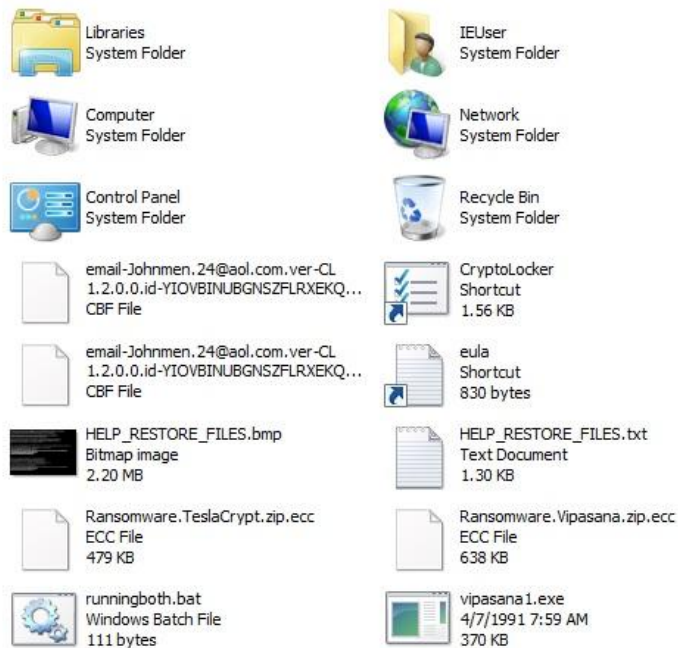 Libraries
System Folder
IEUser
System Folder
Computer
System Folder
Network
System Folder
Control Panel
System Folder
Recycle Bin
System Folder
email-Johnmen.24@aol.com.ver-CL
1.2.0.0.id-YIOVBINUBGNSZFLRXEKQ...
CBF File
CryptoLocker
Shortcut
1.56 KB
email-Johnmen.24@aol.com.ver-CL
1.2.0.0.id-YIOVBINUBGNSZFLRXEKQ...
CBF File
eula
Shortcut
830 bytes
HELP_RESTORE_FILES.bmp
Bitmap image
2.20 MB
HELP_RESTORE_FILES.txt
Text Document
1.30 KB
Ransomware.TeslaCrypt.zip.ecc
ECC File
479 KB
Ransomware.Vipasana.zip.ecc
ECC File
638 KB
runningboth.bat
Windows Batch File
111 bytes
vipasana1.exe
4/7/1991 7:59 AM
370 KB